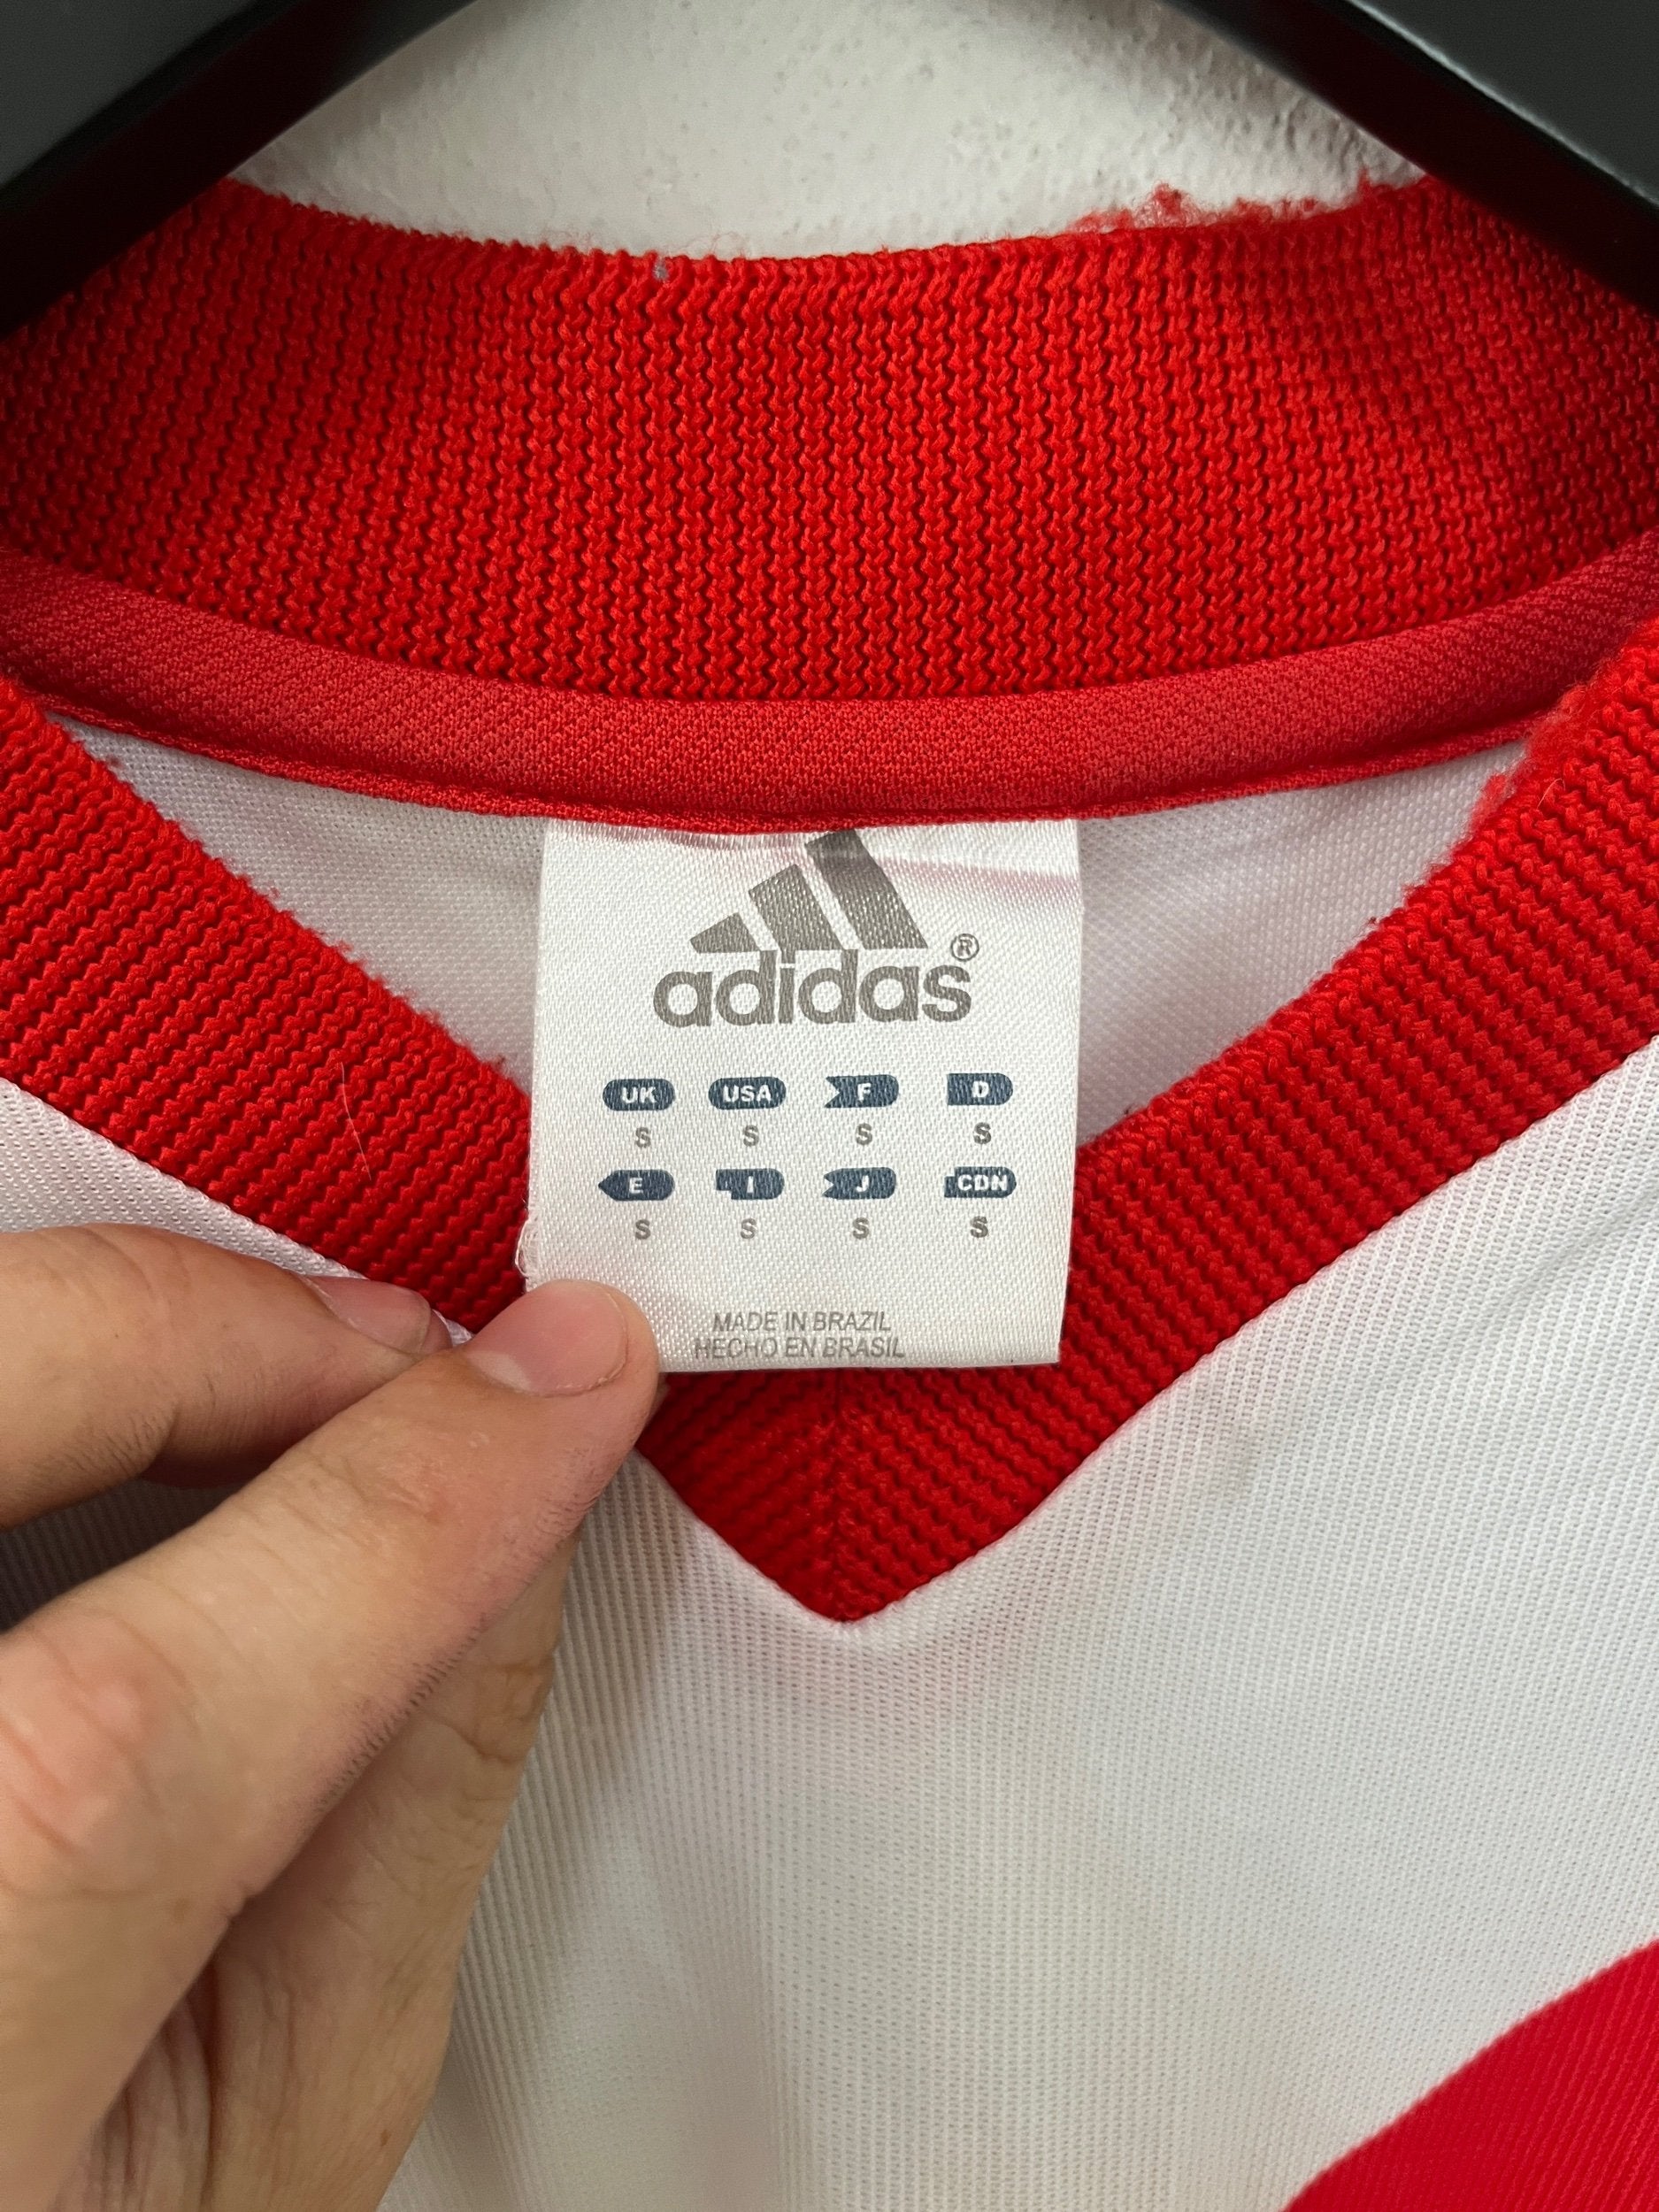 adidas®
UK USA F D
S S S S
E I J CDN
S S S S
MADE IN BRAZIL
HECHO EN BRASIL